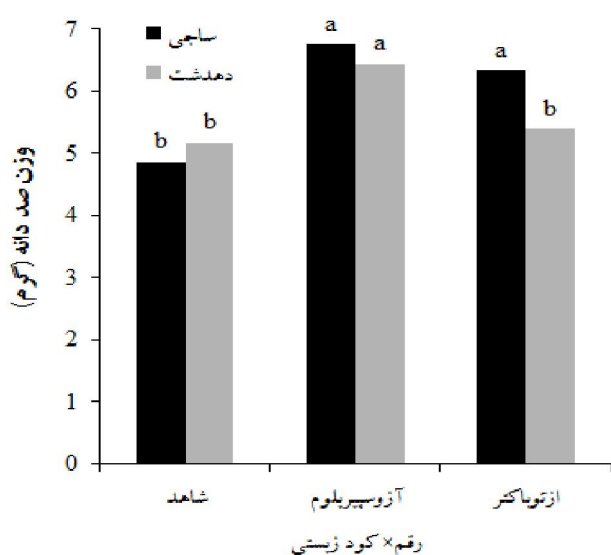 وزن صد دانه (گرم)
7
6
5
4
3
2
1
0
ساجی
دهدشت
b
b
a
a
a
b
شاهد
آزوسپیریلوم
ازتوباکتر
رقم× کود زیستی